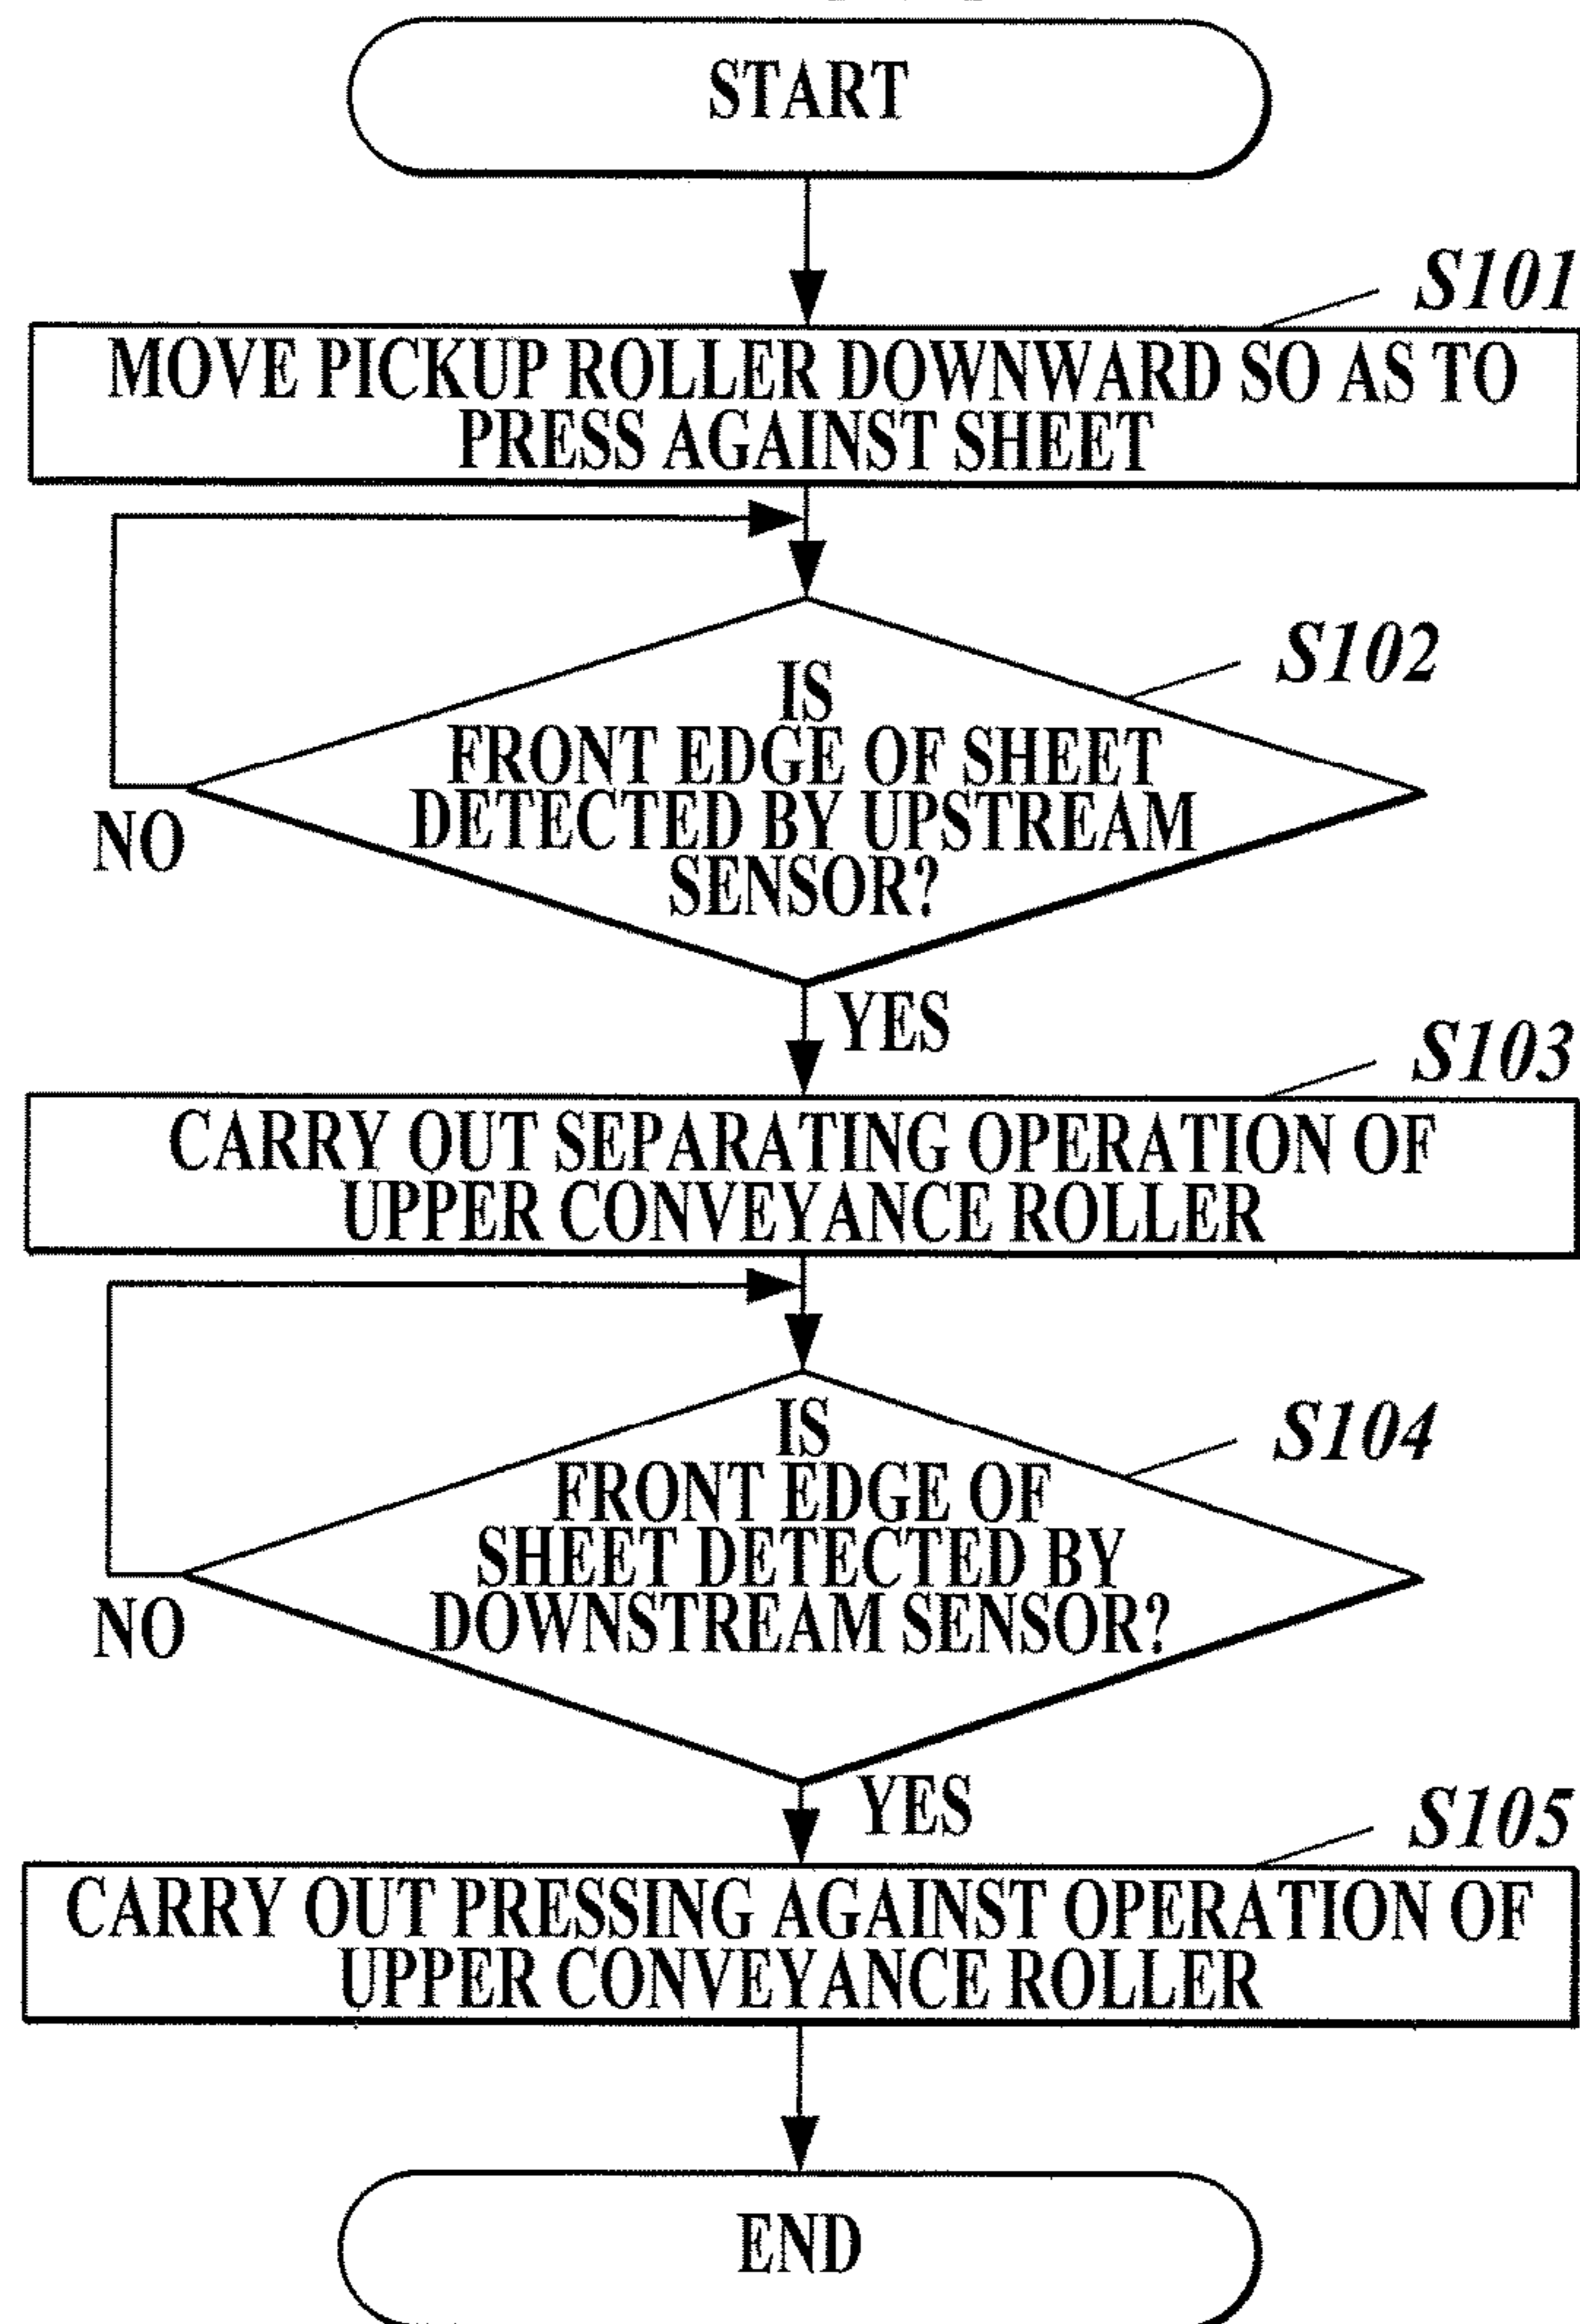 START
S101
MOVE PICKUP ROLLER DOWNWARD SO AS TO
PRESS AGAINST SHEET
S102
IS
FRONT EDGE OF SHEET
DETECTED BY UPSTREAM
SENSOR?
NO
YES
S103
CARRY OUT SEPARATING OPERATION OF
UPPER CONVEYANCE ROLLER
S104
IS
FRONT EDGE OF
SHEET DETECTED BY
DOWNSTREAM SENSOR?
NO
YES
S105
CARRY OUT PRESSING AGAINST OPERATION OF
UPPER CONVEYANCE ROLLER
END